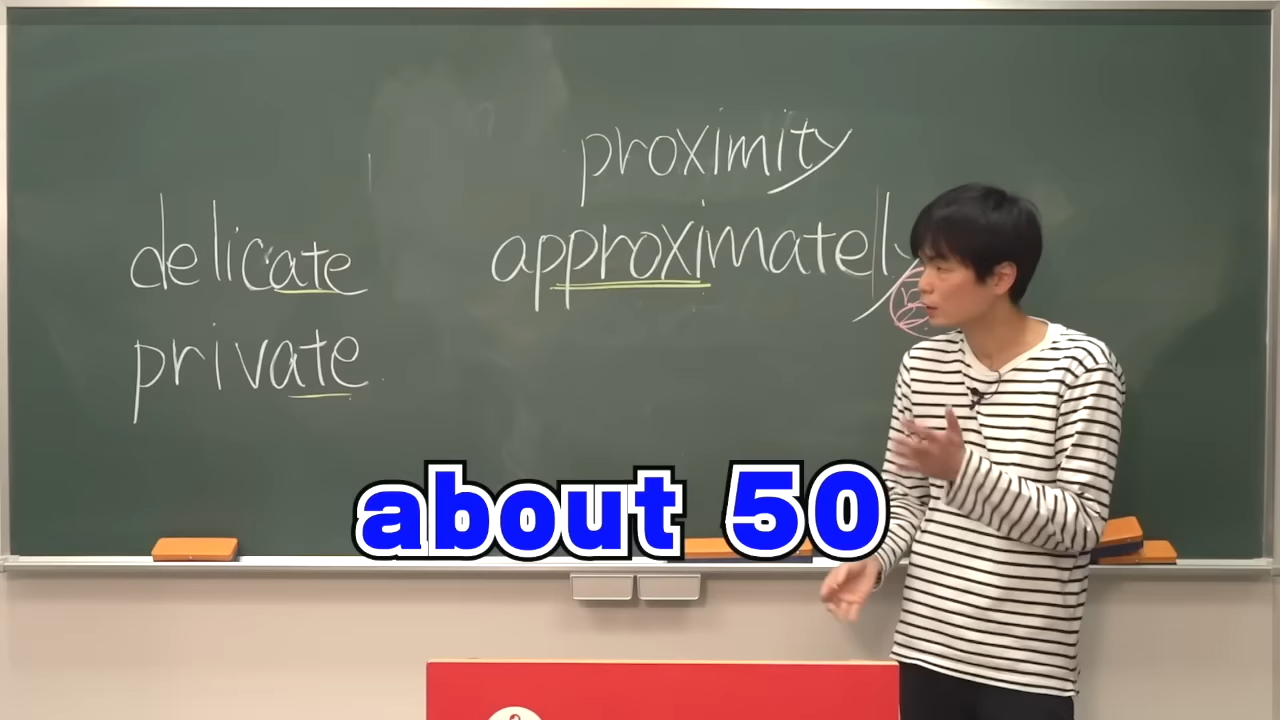 proximity
approximately
delicate
private
about 50